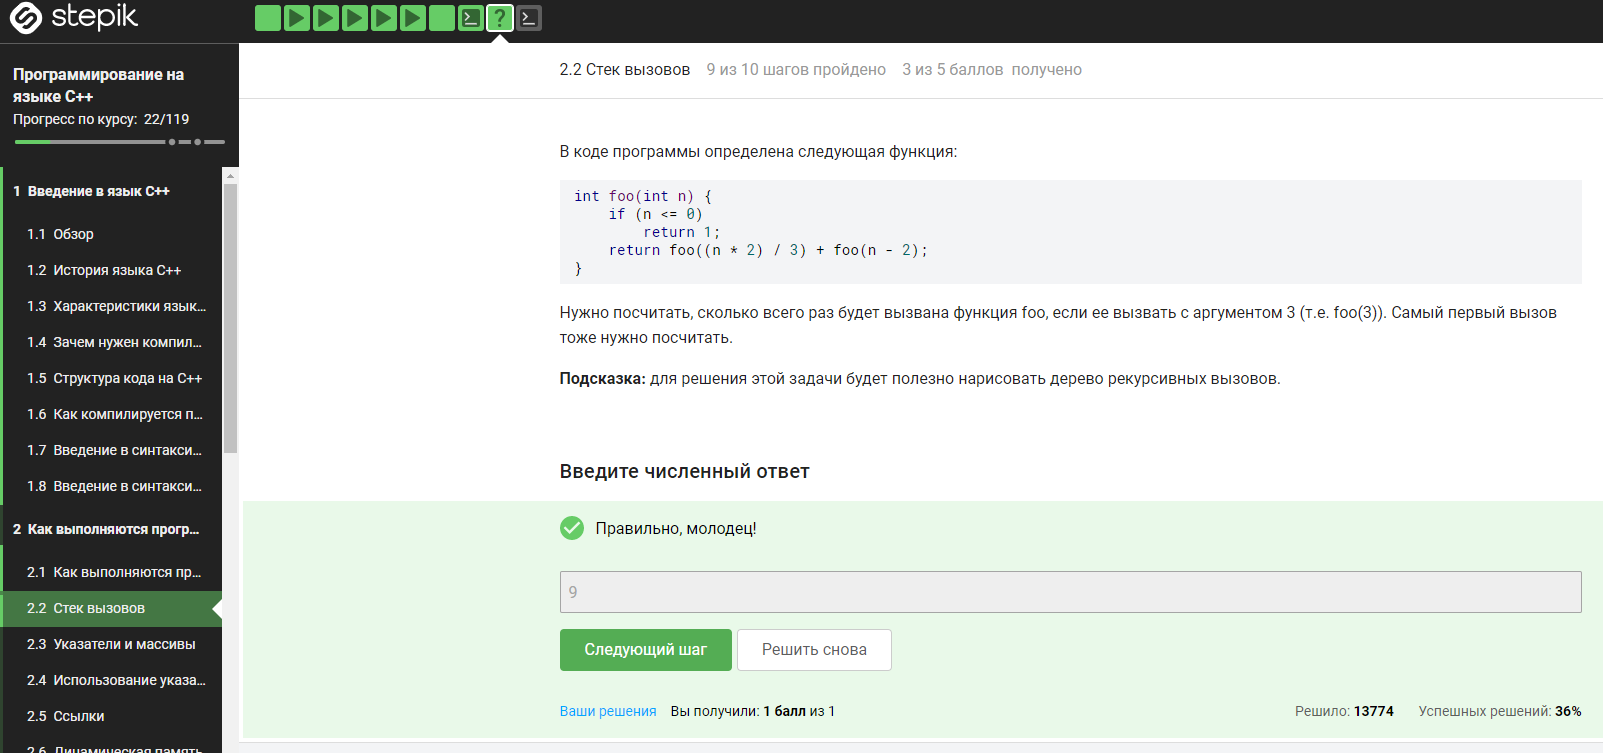 stepik
Программирование на
языке C++
Прогресс по курсу: 22/119
1 Введение в язык C++
1.1 Обзор
1.2 История языка C++
1.3 Характеристики язык...
1.4 Зачем нужен компил...
1.5 Структура кода на C++
1.6 Как компилируется п...
1.7 Введение в синтакси...
1.8 Введение в синтакси...
2 Как выполняются прогр...
2.1 Как выполняются пр...
2.2 Стек вызовов
2.3 Указатели и массивы
2.4 Использование указа...
2.5 Ссылки
2.6 Динамическая память
2.2 Стек вызовов 9 из 10 шагов пройдено 3 из 5 баллов получено
В коде программы определена следующая функция:
int foo(int n) {
    if (n <= 0)
        return 1;
    return foo((n * 2) / 3) + foo(n - 2);
}
Нужно посчитать, сколько всего раз будет вызвана функция foo, если ее вызвать с аргументом 3 (т.е. foo(3)). Самый первый вызов
тоже нужно посчитать.
Подсказка: для решения этой задачи будет полезно нарисовать дерево рекурсивных вызовов.
Введите численный ответ
Правильно, молодец!
9
Следующий шаг Решить снова
Ваши решения Вы получили: 1 балл из 1 Решило: 13774 Успешных решений: 36%